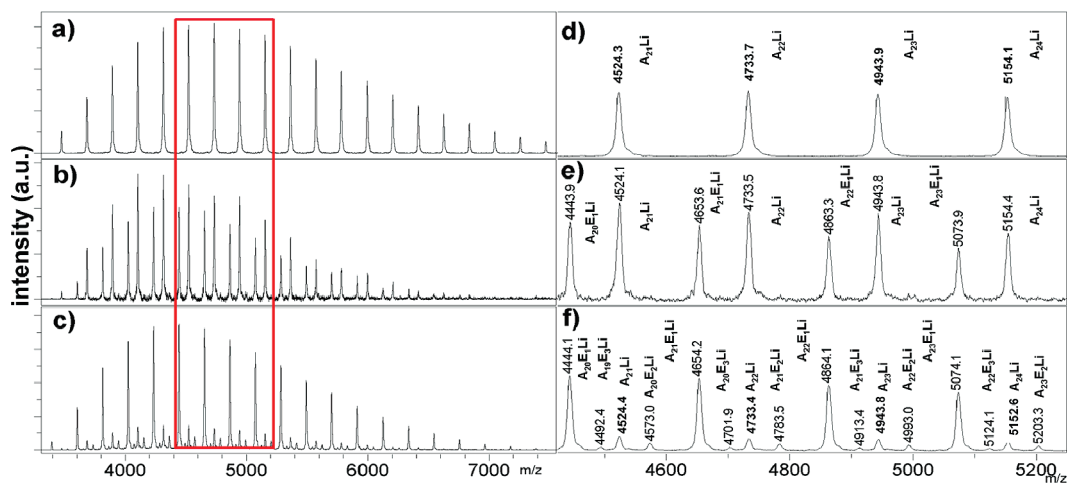 intensity (a.u.)
a)
b)
c)
4000
5000
6000
7000
m/z
d)
4524.3
A21Li
4733.7
A22Li
4943.9
A23Li
5154.1
A24Li
e)
4443.9
A20E1Li
4524.1
A21Li
4653.6
A21E1Li
4733.5
A22Li
4863.3
A22E1Li
4943.8
A23Li
A23E1Li
5073.9
5154.4
A24Li
f)
4444.1
A20E1Li
4492.4
A19E3Li
4524.4
A21Li
4573.0
A20E2Li
A21E1Li
4654.2
4701.9
A20E3Li
4733.4
A22Li
4783.5
A21E2Li
A22E1Li
4864.1
4913.4
A21E3Li
4943.8
A23Li
4993.0
A22E2Li
A23E1Li
5074.1
5124.1
A22E3Li
5152.6
A24Li
5203.3
A23E2Li
4600
4800
5000
5200
m/z